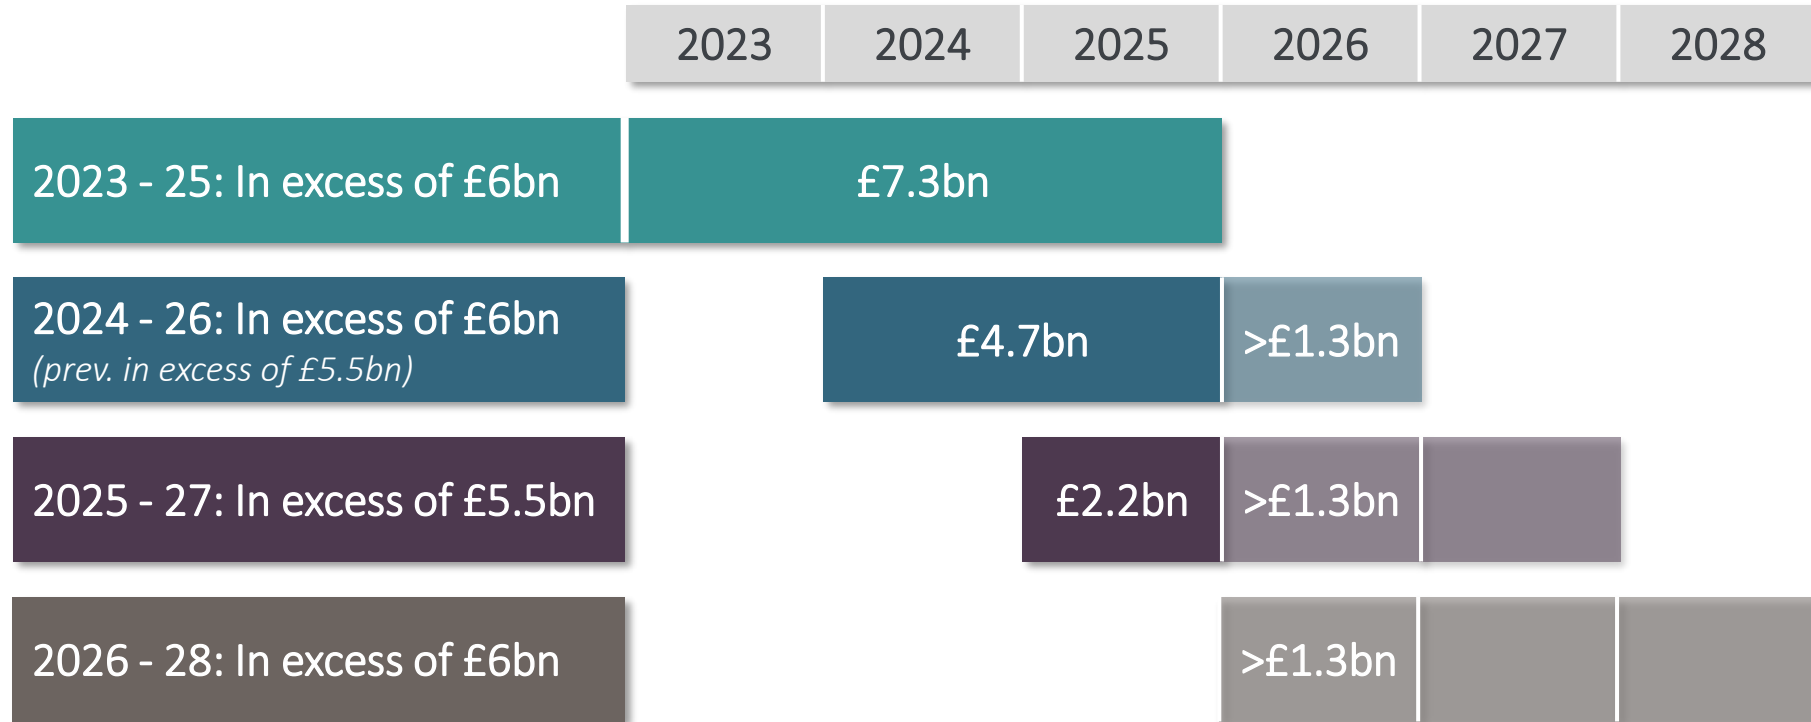 2023 2024 2025 2026 2027 2028
2023 - 25: In excess of £6bn £7.3bn
2024 - 26: In excess of £6bn
(prev. in excess of £5.5bn)
£4.7bn >£1.3bn
2025 - 27: In excess of £5.5bn £2.2bn >£1.3bn
2026 - 28: In excess of £6bn >£1.3bn